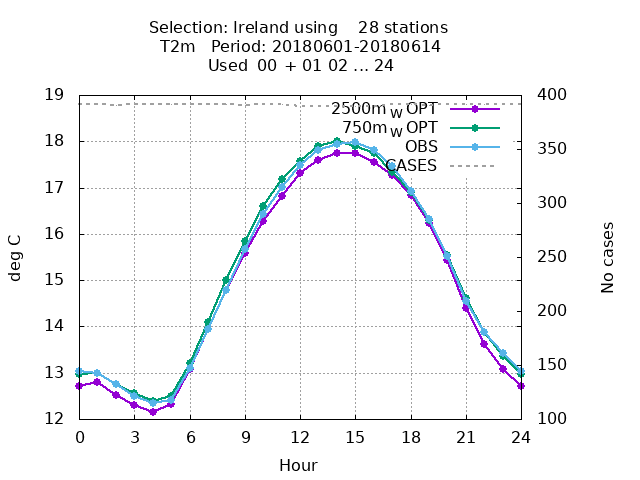 Selection: Ireland using 28 stations
T2m Period: 20180601-20180614
Used 00 + 01 02 ... 24
19 400
2500m W OPT
750m W OPT
OBS
CASES
18 350
17 300
16 250
15 200
14
13 150
12 100
deg C
No cases
0 3 6 9 12 15 18 21 24
Hour